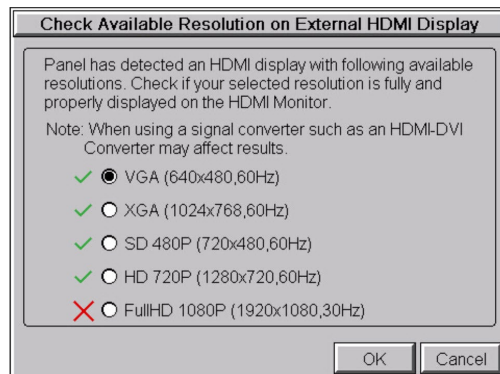 Check Available Resolution on External HDMI Display
Panel has detected an HDMI display with following available
resolutions. Check if your selected resolution is fully and
properly displayed on the HDMI Monitor.
Note: When using a signal converter such as an HDMI-DVI
Converter may affect results.
VGA (640x480,60Hz)
XGA (1024x768,60Hz)
SD 480P (720x480,60Hz)
HD 720P (1280x720,60Hz)
FullHD 1080P (1920x1080,30Hz)
OK Cancel